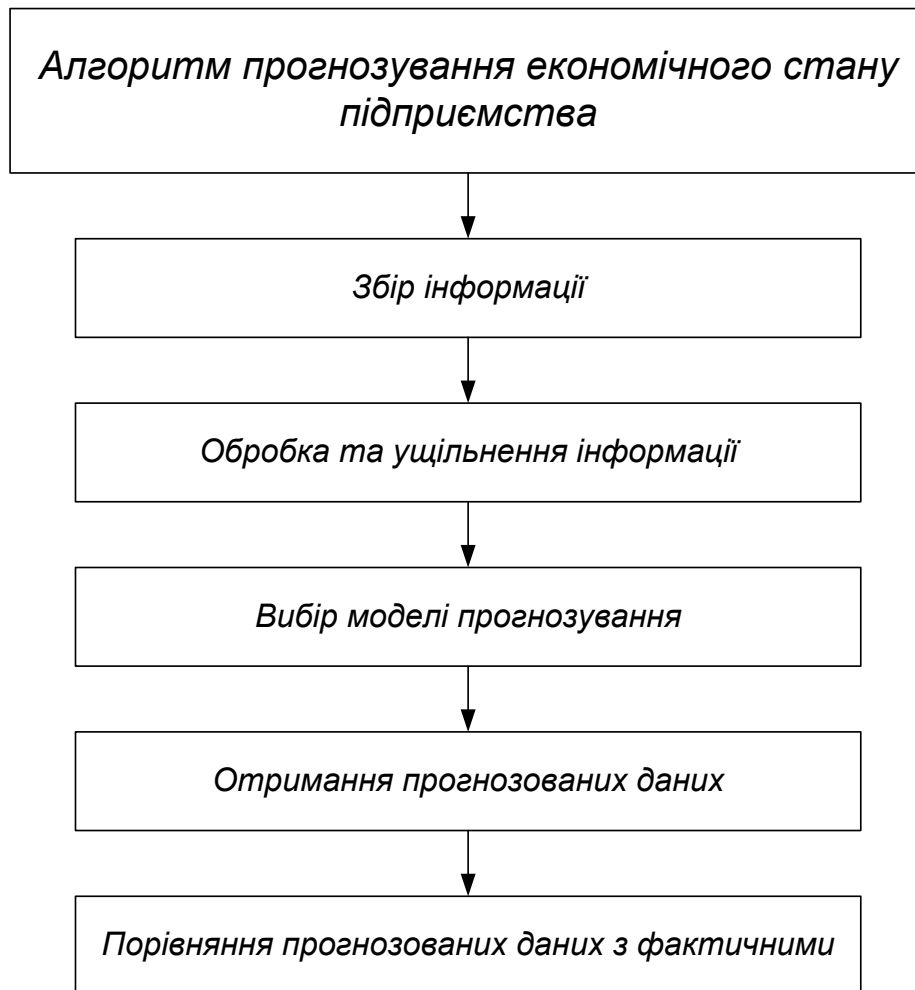 Алгоритм прогнозування економічного стану
підприємства
Збір інформації
Обробка та ущільнення інформації
Вибір моделі прогнозування
Отримання прогнозованих даних
Порівняння прогнозованих даних з фактичними